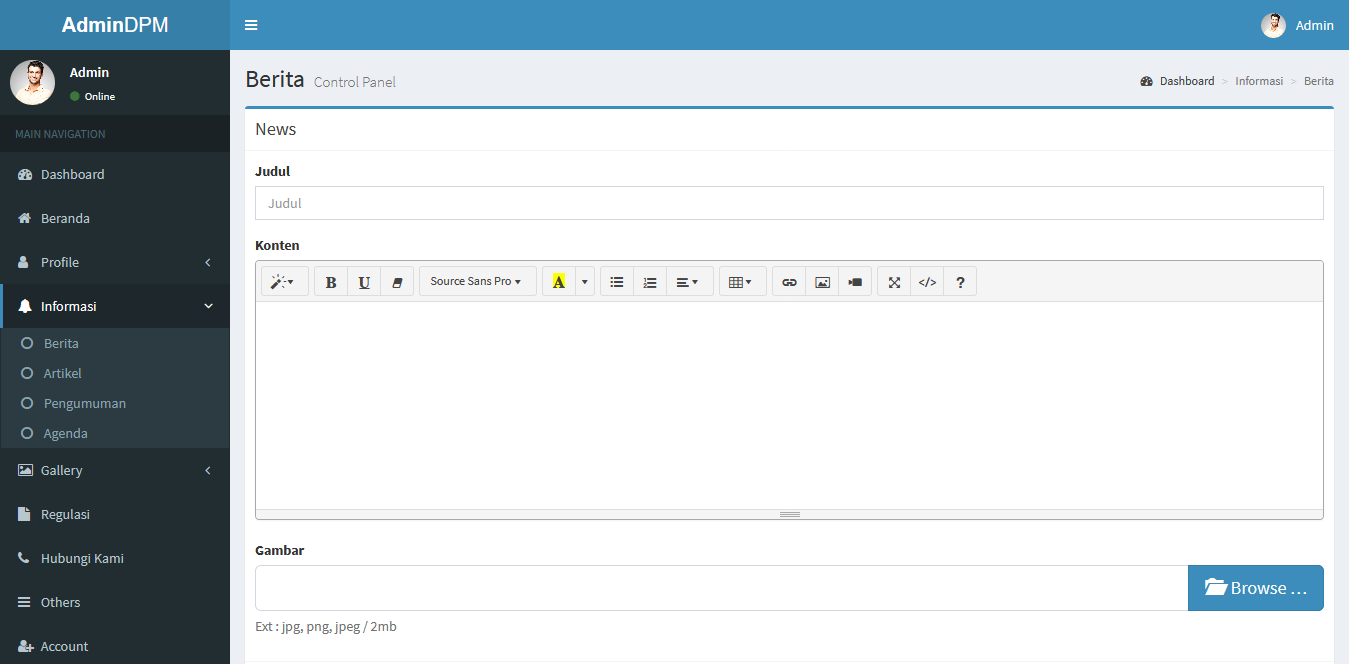 AdminDPM
Admin
Admin
Online
MAIN NAVIGATION
Dashboard
Beranda
Profile
Informasi
Berita
Artikel
Pengumuman
Agenda
Gallery
Regulasi
Hubungi Kami
Others
Account
Berita Control Panel
Dashboard > Informasi > Berita
News
Judul
Judul
Konten
B U Source Sans Pro A </> ?
Gambar
Browse ...
Ext : jpg, png, jpeg / 2mb